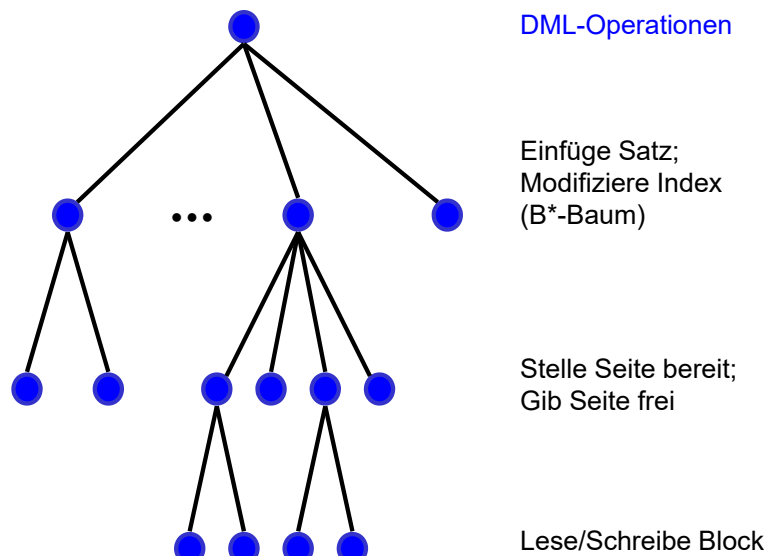 DML-Operationen
Einfüge Satz;
Modifiziere Index
(B*-Baum)
Stelle Seite bereit;
Gib Seite frei
Lese/Schreibe Block